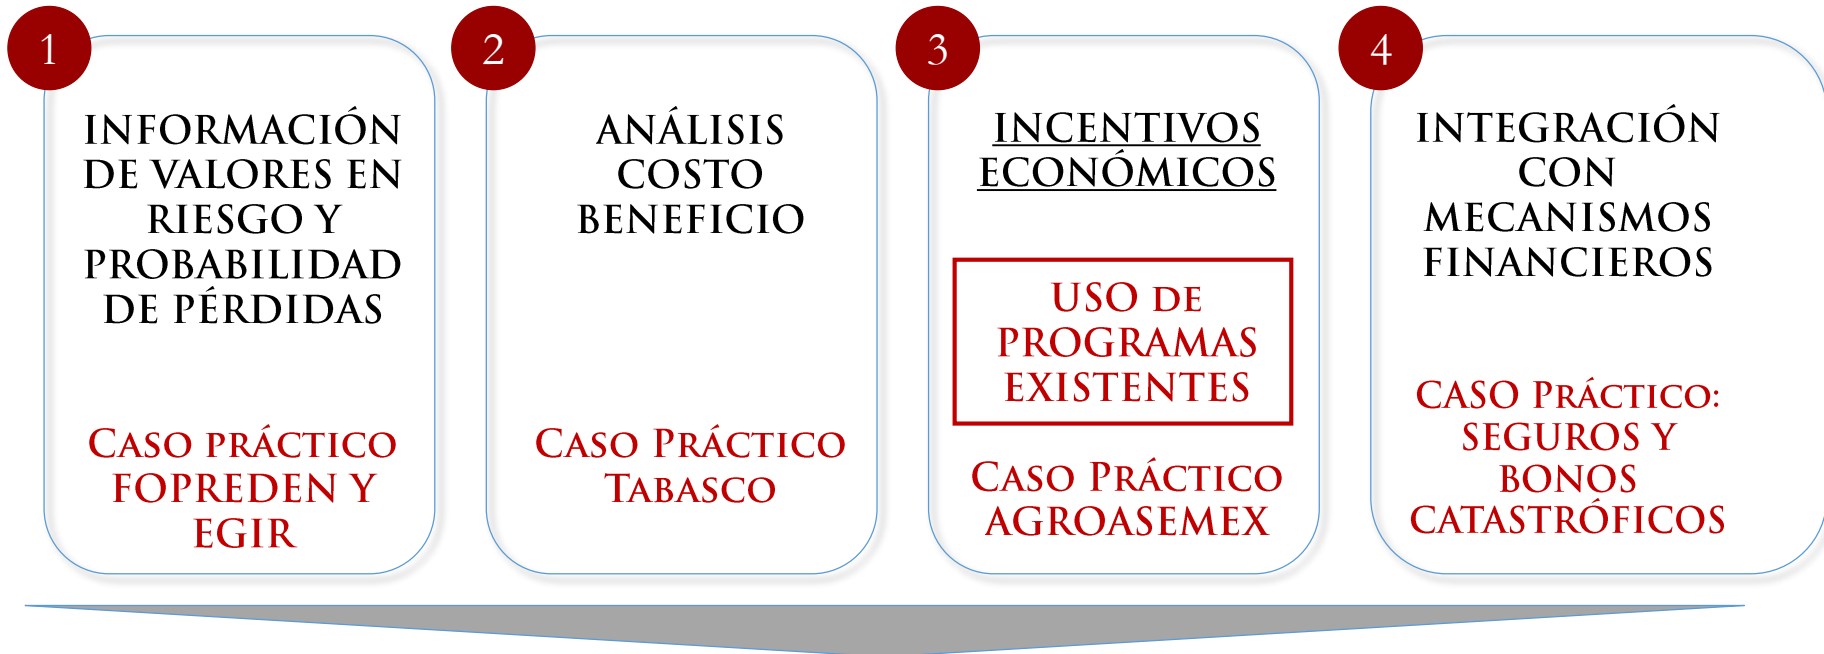 1
INFORMACIÓN
DE VALORES EN
RIESGO Y
PROBABILIDAD
DE PÉRDIDAS
CASO PRÁCTICO
FOPREDEN Y
EGIR
2
ANÁLISIS
COSTO
BENEFICIO
CASO PRÁCTICO
TABASCO
3
INCENTIVOS
ECONÓMICOS
USO DE
PROGRAMAS
EXISTENTES
CASO PRÁCTICO
AGROASEMEX
4
INTEGRACIÓN
CON
MECANISMOS
FINANCIEROS
CASO PRÁCTICO:
SEGUROS Y
BONOS
CATASTRÓFICOS